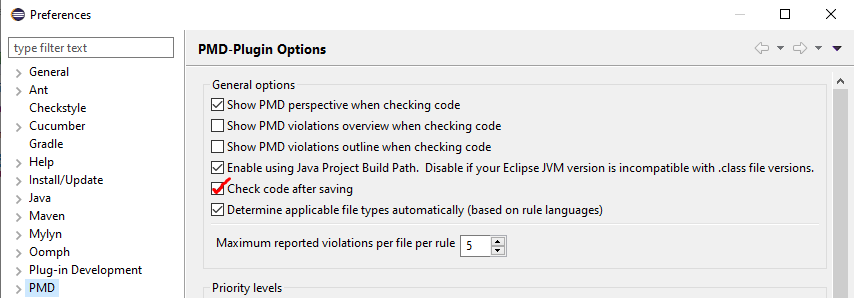 Preferences
type filter text
General
Ant
Checkstyle
Cucumber
Gradle
Help
Install/Update
Java
Maven
Mylyn
Oomph
Plug-in Development
PMD
PMD-Plugin Options
General options
Show PMD perspective when checking code
Show PMD violations overview when checking code
Show PMD violations outline when checking code
Enable using Java Project Build Path.  Disable if your Eclipse JVM version is incompatible with .class file versions.
Check code after saving
Determine applicable file types automatically (based on rule languages)
Maximum reported violations per file per rule 5
Priority levels